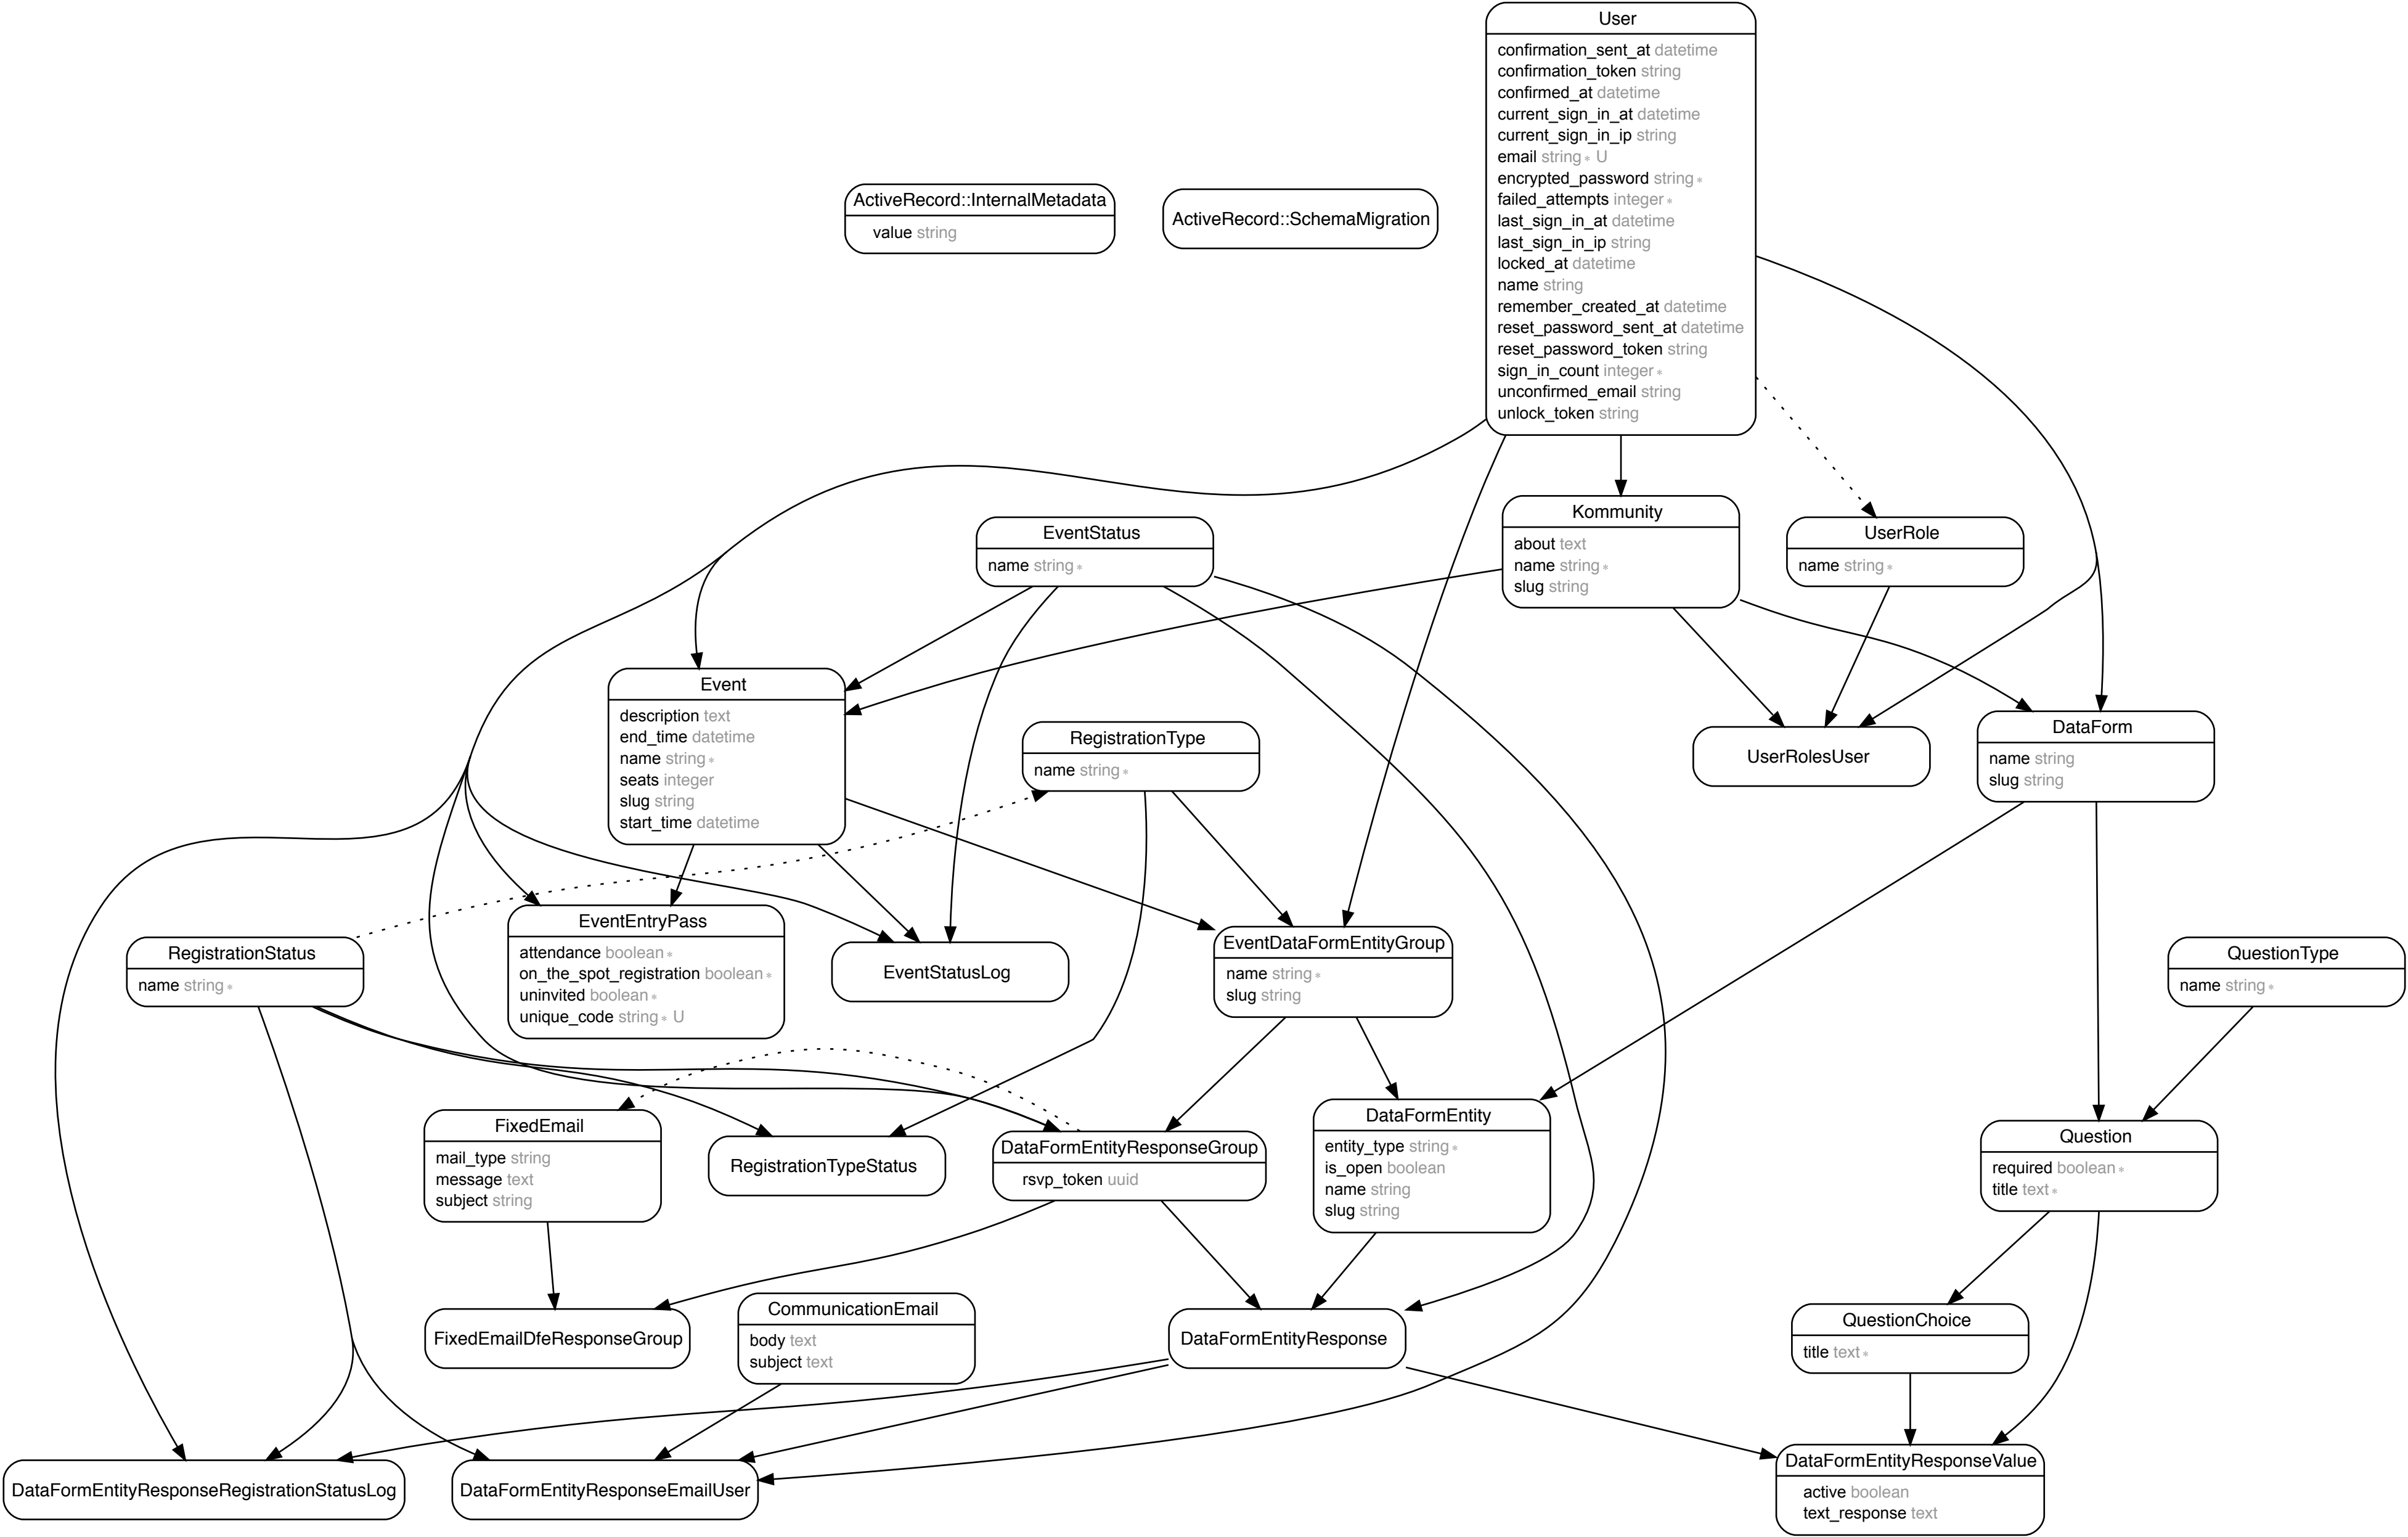 User
confirmation_sent_at datetime
confirmation_token string
confirmed_at datetime
current_sign_in_at datetime
current_sign_in_ip string
email string* U
encrypted_password string*
failed_attempts integer*
last_sign_in_at datetime
last_sign_in_ip string
locked_at datetime
name string
remember_created_at datetime
reset_password_sent_at datetime
reset_password_token string
sign_in_count integer*
unconfirmed_email string
unlock_token string
ActiveRecord::InternalMetadata
value string
ActiveRecord::SchemaMigration
Kommunity
about text
name string*
slug string
EventStatus
name string*
UserRole
name string*
Event
description text
end_time datetime
name string*
seats integer
slug string
start_time datetime
RegistrationType
name string*
UserRolesUser
DataForm
name string
slug string
RegistrationStatus
name string*
EventEntryPass
attendance boolean*
on_the_spot_registration boolean*
uninvited boolean*
unique_code string* U
EventStatusLog
EventDataFormEntityGroup
name string*
slug string
QuestionType
name string*
FixedEmail
mail_type string
message text
subject string
RegistrationTypeStatus
DataFormEntityResponseGroup
rsvp_token uuid
DataFormEntity
entity_type string*
is_open boolean
name string
slug string
Question
required boolean*
title text*
FixedEmailDfeResponseGroup
CommunicationEmail
body text
subject text
DataFormEntityResponse
QuestionChoice
title text*
DataFormEntityResponseRegistrationStatusLog
DataFormEntityResponseEmailUser
DataFormEntityResponseValue
active boolean
text_response text